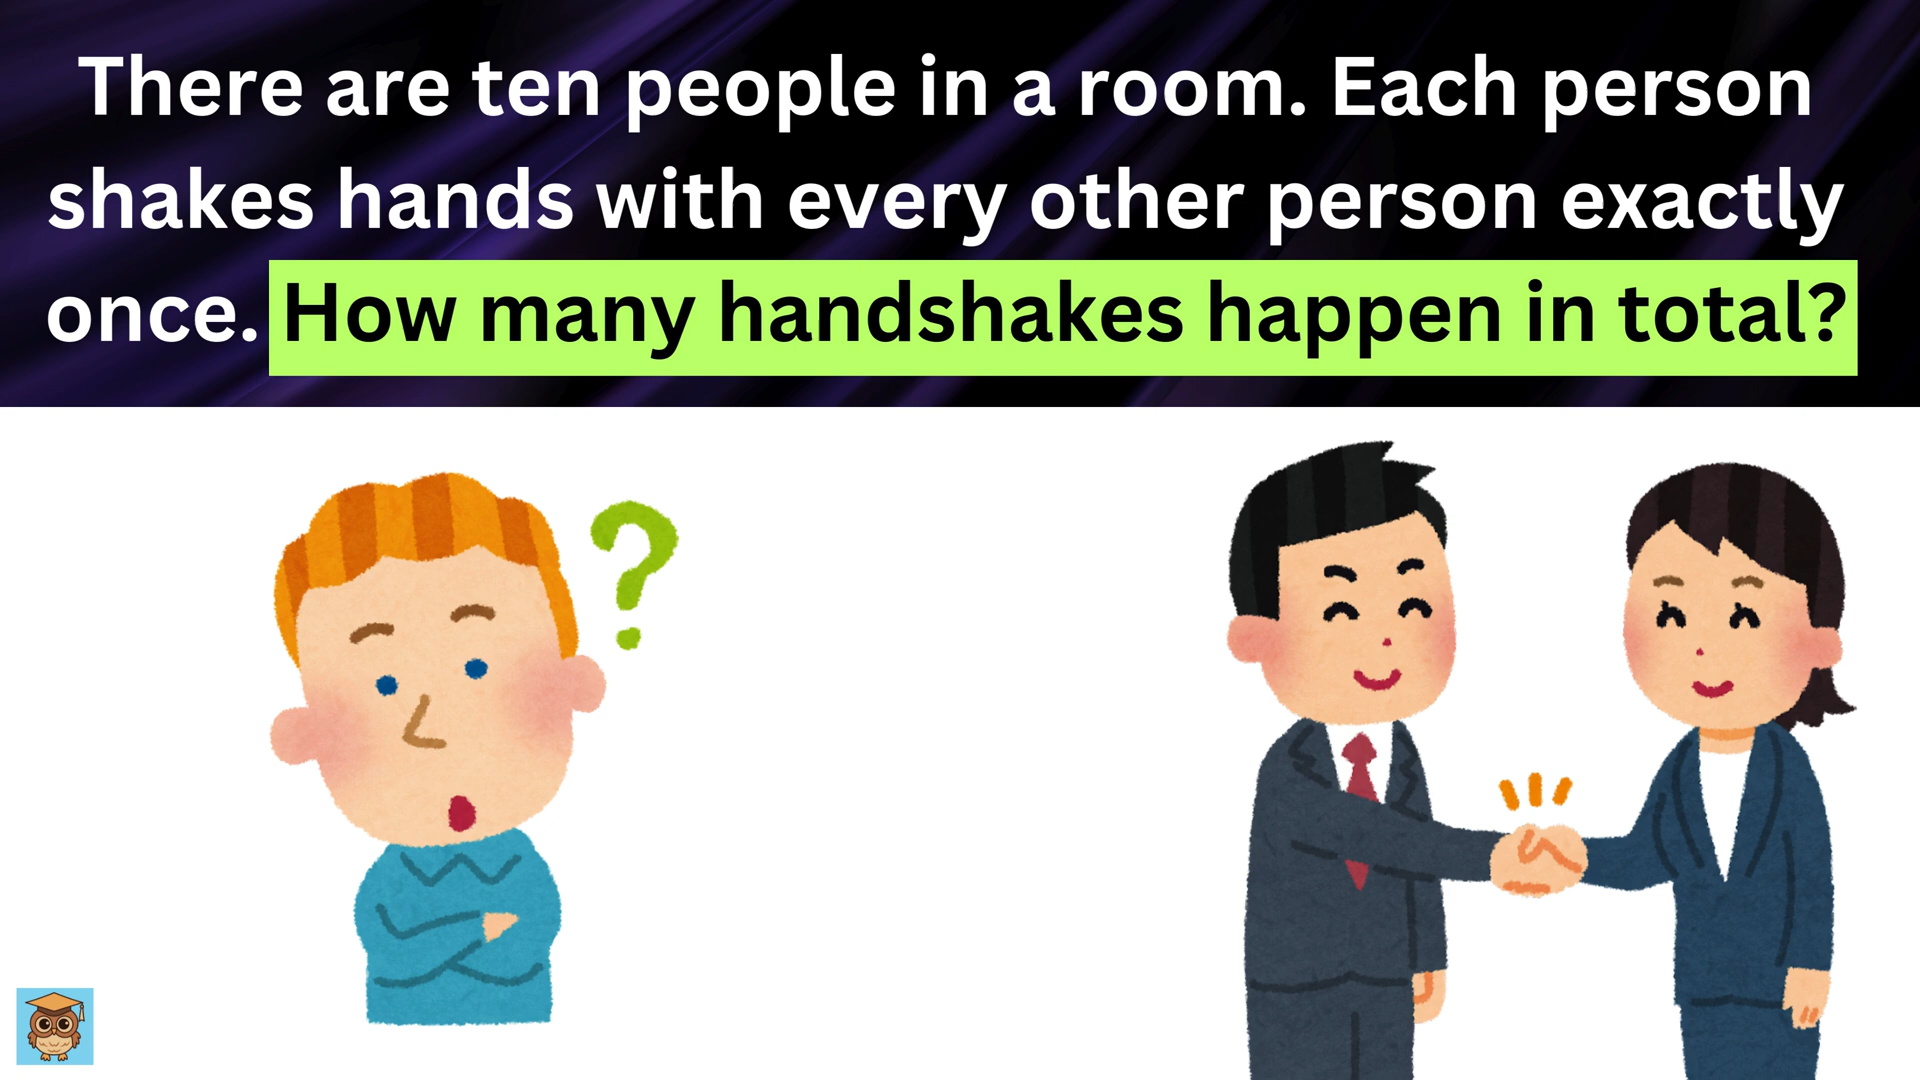 There are ten people in a room. Each person
shakes hands with every other person exactly
once. How many handshakes happen in total?
?